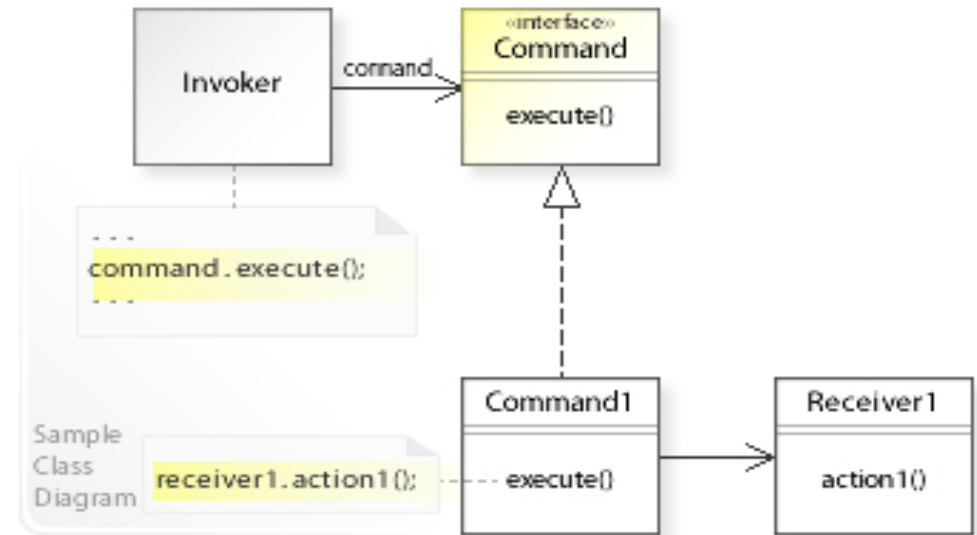 Invoker
command
«interface»
Command
execute()
. . .
command.execute();
. . .
Command1
execute()
Receiver1
action1()
Sample
Class
Diagram
receiver1.action1();